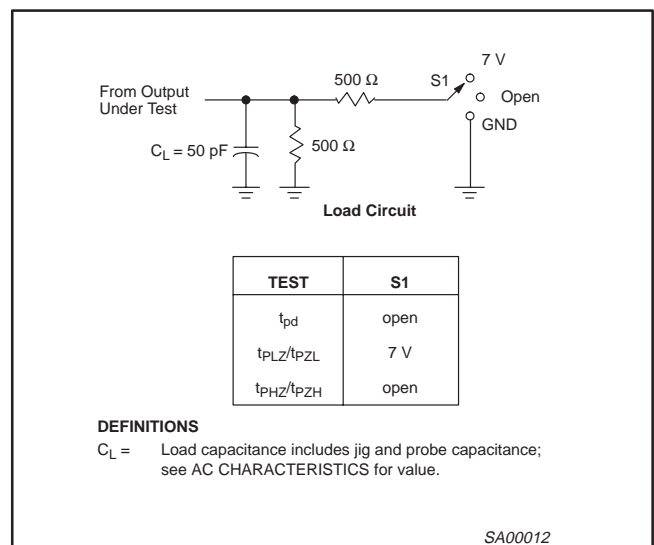 7 V
500 Ω
S1
From Output
Under Test
Open
GND
C_L = 50 pF
500 Ω
Load Circuit
TEST S1
t_pd open
t_PLZ/t_PZL 7 V
t_PHZ/t_PZH open
DEFINITIONS
C_L = Load capacitance includes jig and probe capacitance;
see AC CHARACTERISTICS for value.
SA00012